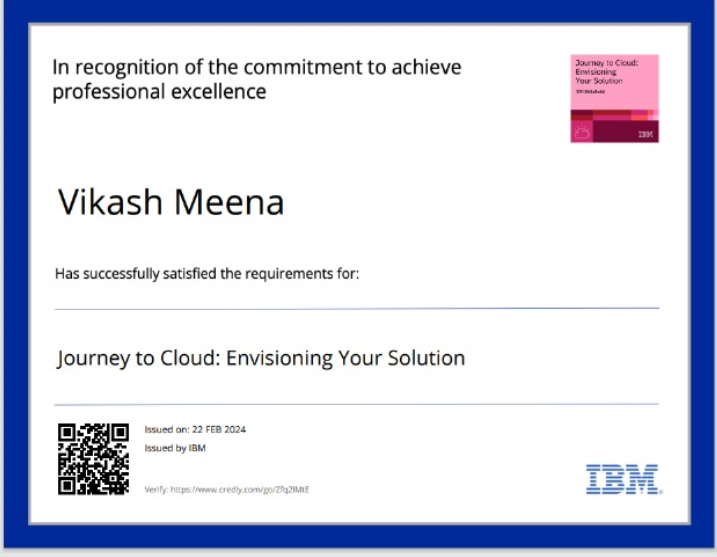 In recognition of the commitment to achieve
professional excellence
Journey to Cloud:
Envisioning
Your Solution
IBM
Vikash Meena
Has successfully satisfied the requirements for:
Journey to Cloud: Envisioning Your Solution
Issued on: 22 FEB 2024
Issued by IBM
Verify: https://www.credly.com/go/
IBM